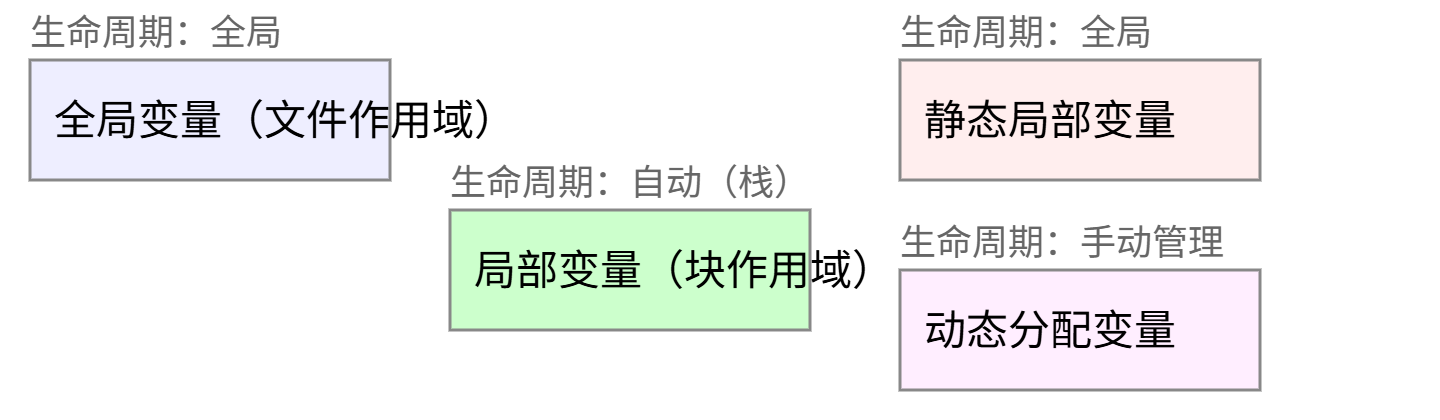 生命周期：全局
全局变量（文件作用域）
生命周期：自动（栈）
局部变量（块作用域）
生命周期：全局
静态局部变量
生命周期：手动管理
动态分配变量